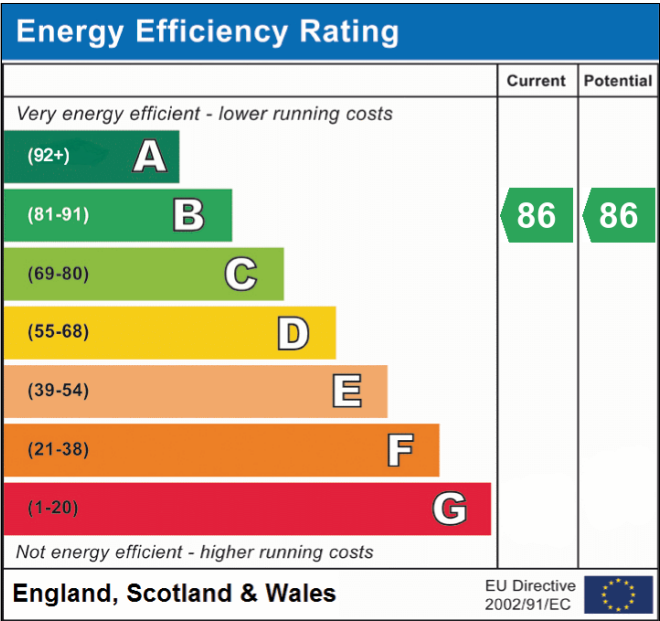 Energy Efficiency Rating
Current Potential
Very energy efficient - lower running costs
(92+) A
(81-91) B 86 86
(69-80) C
(55-68) D
(39-54) E
(21-38) F
(1-20) G
Not energy efficient - higher running costs
England, Scotland & Wales
EU Directive
2002/91/EC